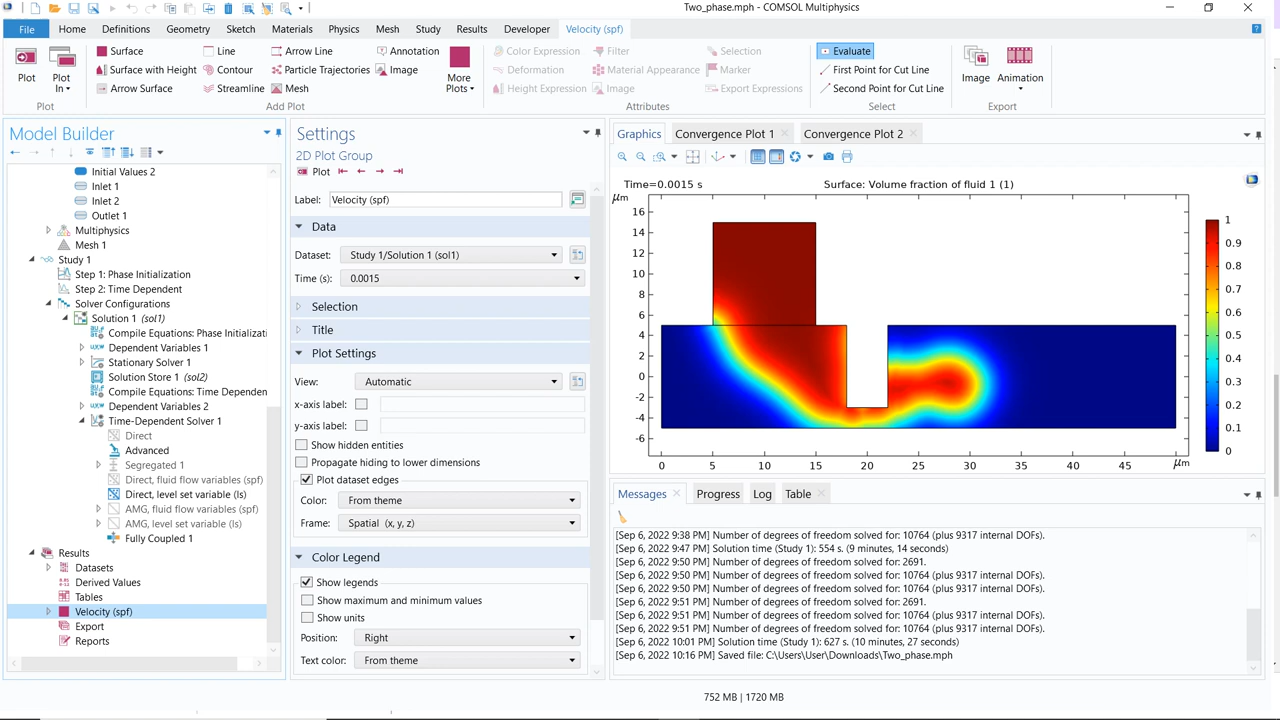 Two_phase.mph - COMSOL Multiphysics
File Home Definitions Geometry Sketch Materials Physics Mesh Study Results Developer Velocity (spf)
Surface Line Arrow Line Annotation Color Expression Filter Selection Evaluate
Surface with Height Contour Particle Trajectories Image Deformation Material Appearance Marker First Point for Cut Line
Arrow Surface Streamline Mesh Height Expression Image Export Expressions Second Point for Cut Line
Plot Plot In More Plots Image Animation
Plot Add Plot Attributes Select Export
Model Builder
Initial Values 2
Inlet 1
Inlet 2
Outlet 1
Multiphysics
Mesh 1
Study 1
Step 1: Phase Initialization
Step 2: Time Dependent
Solver Configurations
Solution 1 (sol1)
Compile Equations: Phase Initializati
Dependent Variables 1
Stationary Solver 1
Solution Store 1 (sol2)
Compile Equations: Time Dependen
Dependent Variables 2
Time-Dependent Solver 1
Direct
Advanced
Segregated 1
Direct, fluid flow variables (spf)
Direct, level set variable (ls)
AMG, fluid flow variables (spf)
AMG, level set variable (ls)
Fully Coupled 1
Results
Datasets
Derived Values
Tables
Velocity (spf)
Export
Reports
Settings
2D Plot Group
Plot
Label: Velocity (spf)
Data
Dataset: Study 1/Solution 1 (sol1)
Time (s): 0.0015
Selection
Title
Plot Settings
View: Automatic
x-axis label:
y-axis label:
Show hidden entities
Propagate hiding to lower dimensions
Plot dataset edges
Color: From theme
Frame: Spatial (x, y, z)
Color Legend
Show legends
Show maximum and minimum values
Show units
Position: Right
Text color: From theme
Graphics Convergence Plot 1 Convergence Plot 2
Time=0.0015 s Surface: Volume fraction of fluid 1 (1)
μm
16
14
12
10
8
6
4
2
0
-2
-4
-6
0 5 10 15 20 25 30 35 40 45 μm
1
0.9
0.8
0.7
0.6
0.5
0.4
0.3
0.2
0.1
0
Messages Progress Log Table
[Sep 6, 2022 9:38 PM] Number of degrees of freedom solved for: 10764 (plus 9317 internal DOFs).
[Sep 6, 2022 9:47 PM] Solution time (Study 1): 554 s. (9 minutes, 14 seconds)
[Sep 6, 2022 9:50 PM] Number of degrees of freedom solved for: 2691.
[Sep 6, 2022 9:50 PM] Number of degrees of freedom solved for: 10764 (plus 9317 internal DOFs).
[Sep 6, 2022 9:50 PM] Number of degrees of freedom solved for: 10764 (plus 9317 internal DOFs).
[Sep 6, 2022 9:51 PM] Number of degrees of freedom solved for: 2691.
[Sep 6, 2022 9:51 PM] Number of degrees of freedom solved for: 10764 (plus 9317 internal DOFs).
[Sep 6, 2022 9:51 PM] Number of degrees of freedom solved for: 10764 (plus 9317 internal DOFs).
[Sep 6, 2022 10:01 PM] Solution time (Study 1): 627 s. (10 minutes, 27 seconds)
[Sep 6, 2022 10:16 PM] Saved file: C:\Users\User\Downloads\Two_phase.mph
752 MB | 1720 MB